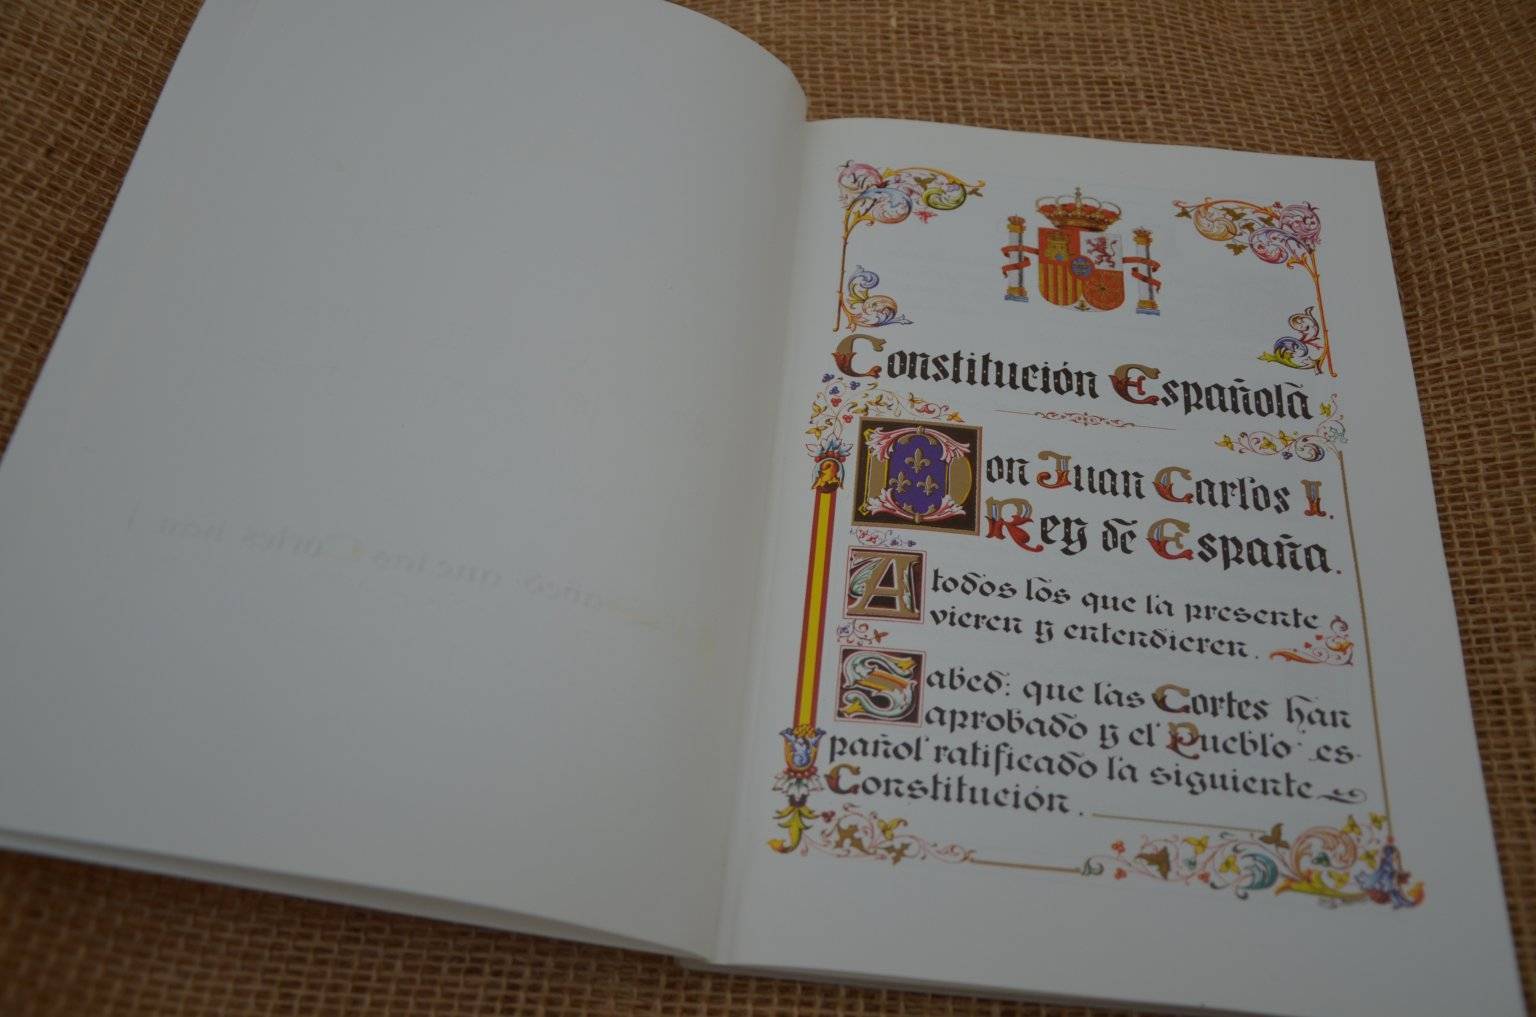 Constitución Española
Don Juan Carlos I.
Rey de España.
A todos los que la presente
vieren y entendieren.
Sabed: que las Cortes han
aprobado y el Pueblo es-
pañol ratificado la siguiente
Constitución.